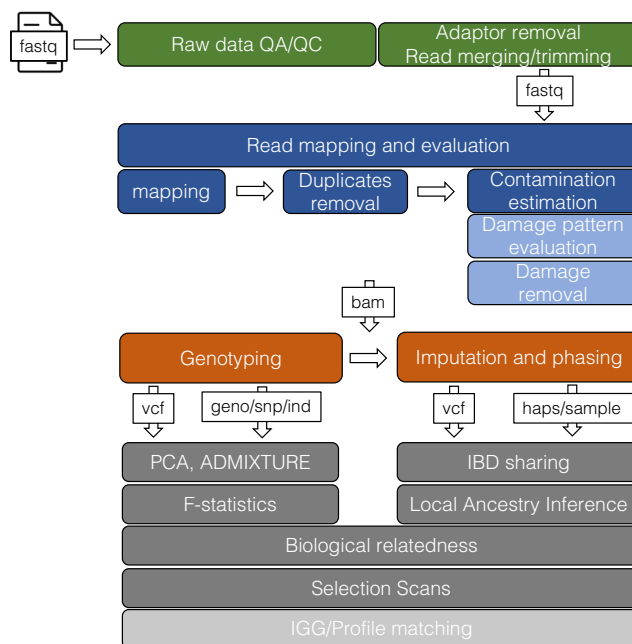 fastq
Raw data QA/QC
Adaptor removal
Read merging/trimming
fastq
Read mapping and evaluation
mapping
Duplicates
removal
Contamination
estimation
Damage pattern
evaluation
Damage
removal
bam
Genotyping
Imputation and phasing
vcf
geno/snp/ind
vcf
haps/sample
PCA, ADMIXTURE
IBD sharing
F-statistics
Local Ancestry Inference
Biological relatedness
Selection Scans
IGG/Profile matching